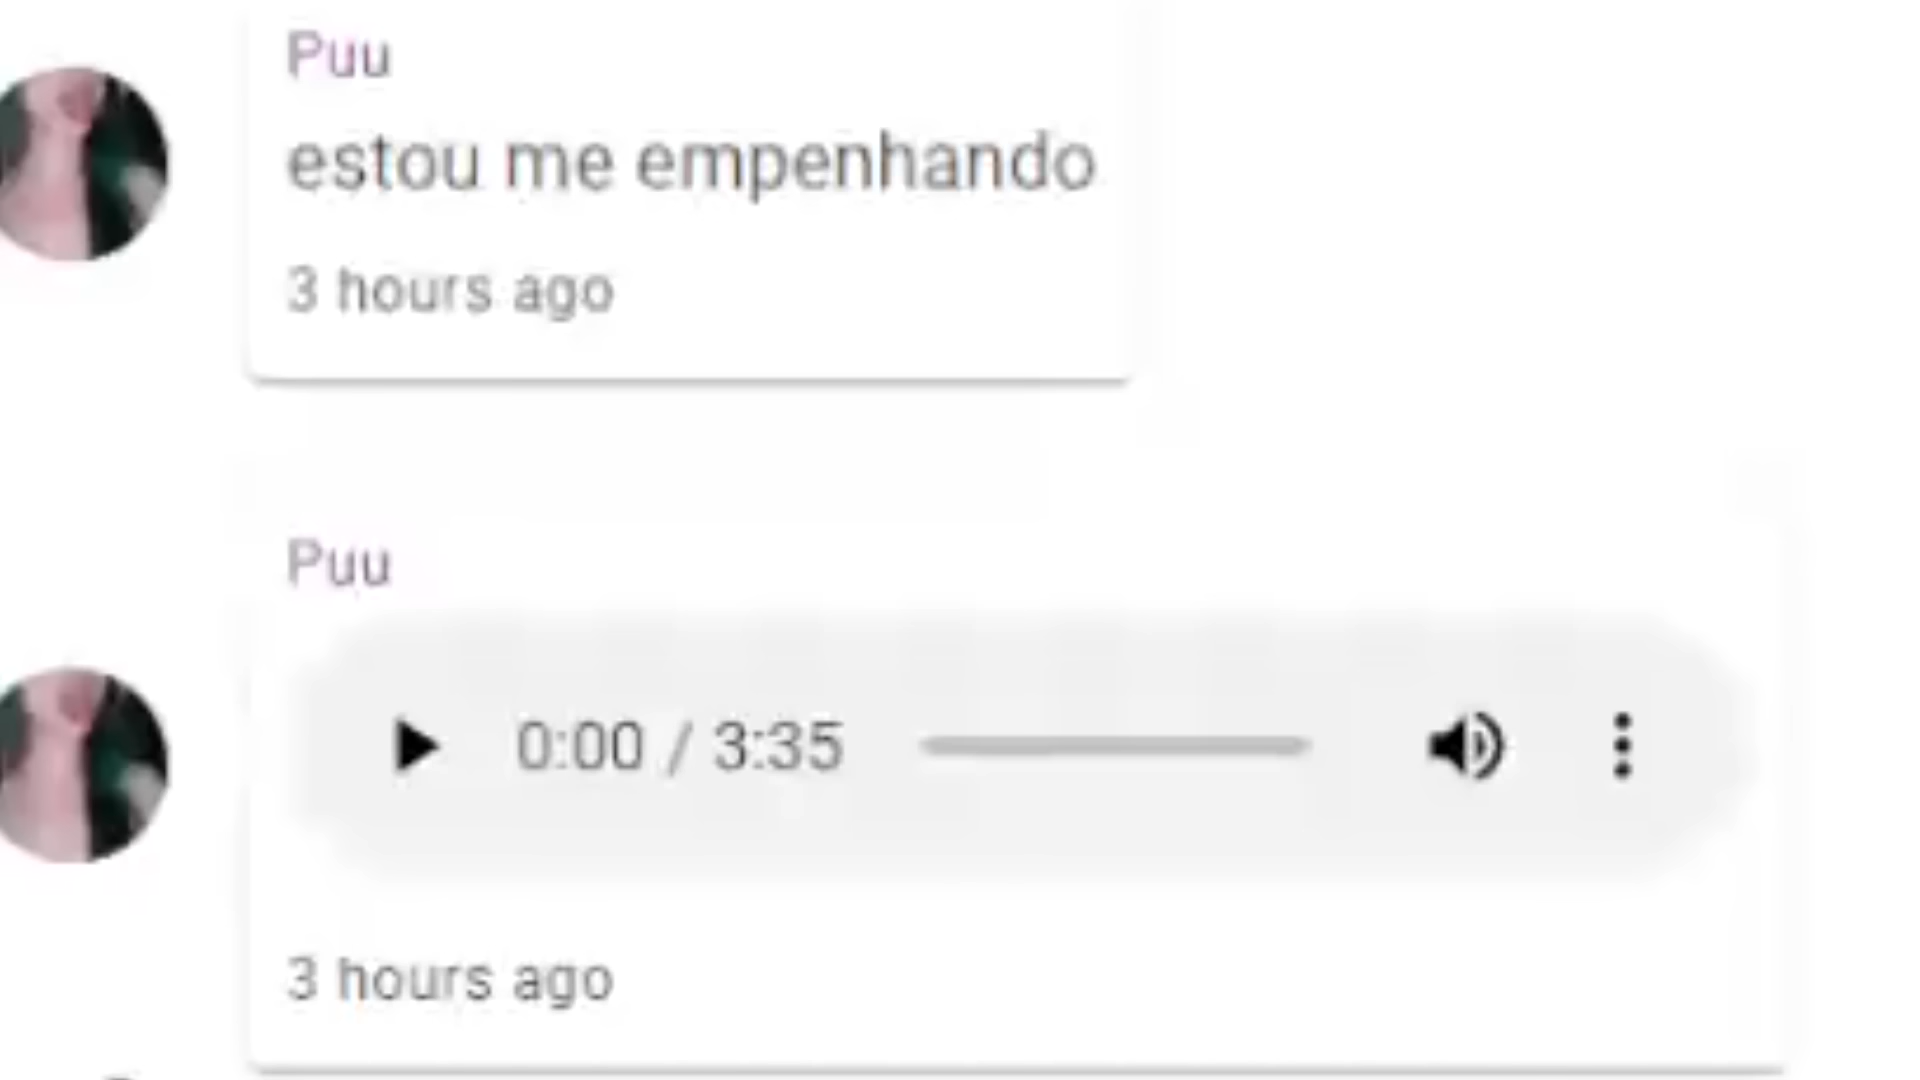 Puu
estou me empenhando
3 hours ago
Puu
0:00 / 3:35
3 hours ago